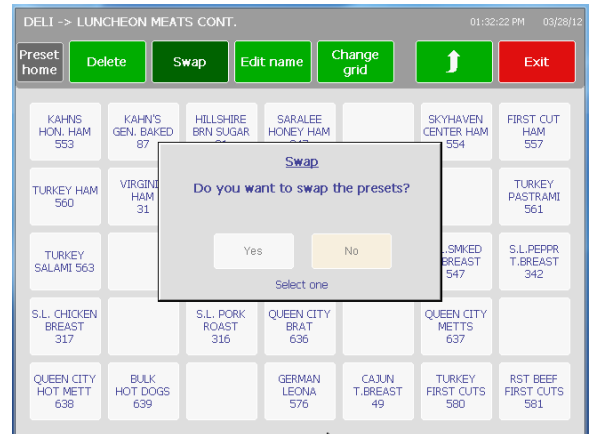 DELI -> LUNCHEON MEATS CONT.
01:32:22 PM 03/28/12
Preset home
Delete
Swap
Edit name
Change grid
Exit
KAHNS
HON. HAM
553
KAHN'S
GEN. BAKED
87
HILLSHIRE
BRN SUGAR
SARALEE
HONEY HAM
SKYHAVEN
CENTER HAM
554
FIRST CUT
HAM
557
Swap
Do you want to swap the presets?
Yes
No
Select one
TURKEY HAM
560
HAM
31
TURKEY
PASTRAMI
561
TURKEY
SALAMI 563
547
S.L.PEPPR
T.BREAST
342
S.L. CHICKEN
BREAST
317
S.L. PORK
ROAST
316
QUEEN CITY
BRAT
636
QUEEN CITY
METTS
637
QUEEN CITY
HOT METT
638
BULK
HOT DOGS
639
GERMAN
LEONA
576
CAJUN
T.BREAST
49
TURKEY
FIRST CUTS
580
RST BEEF
FIRST CUTS
581